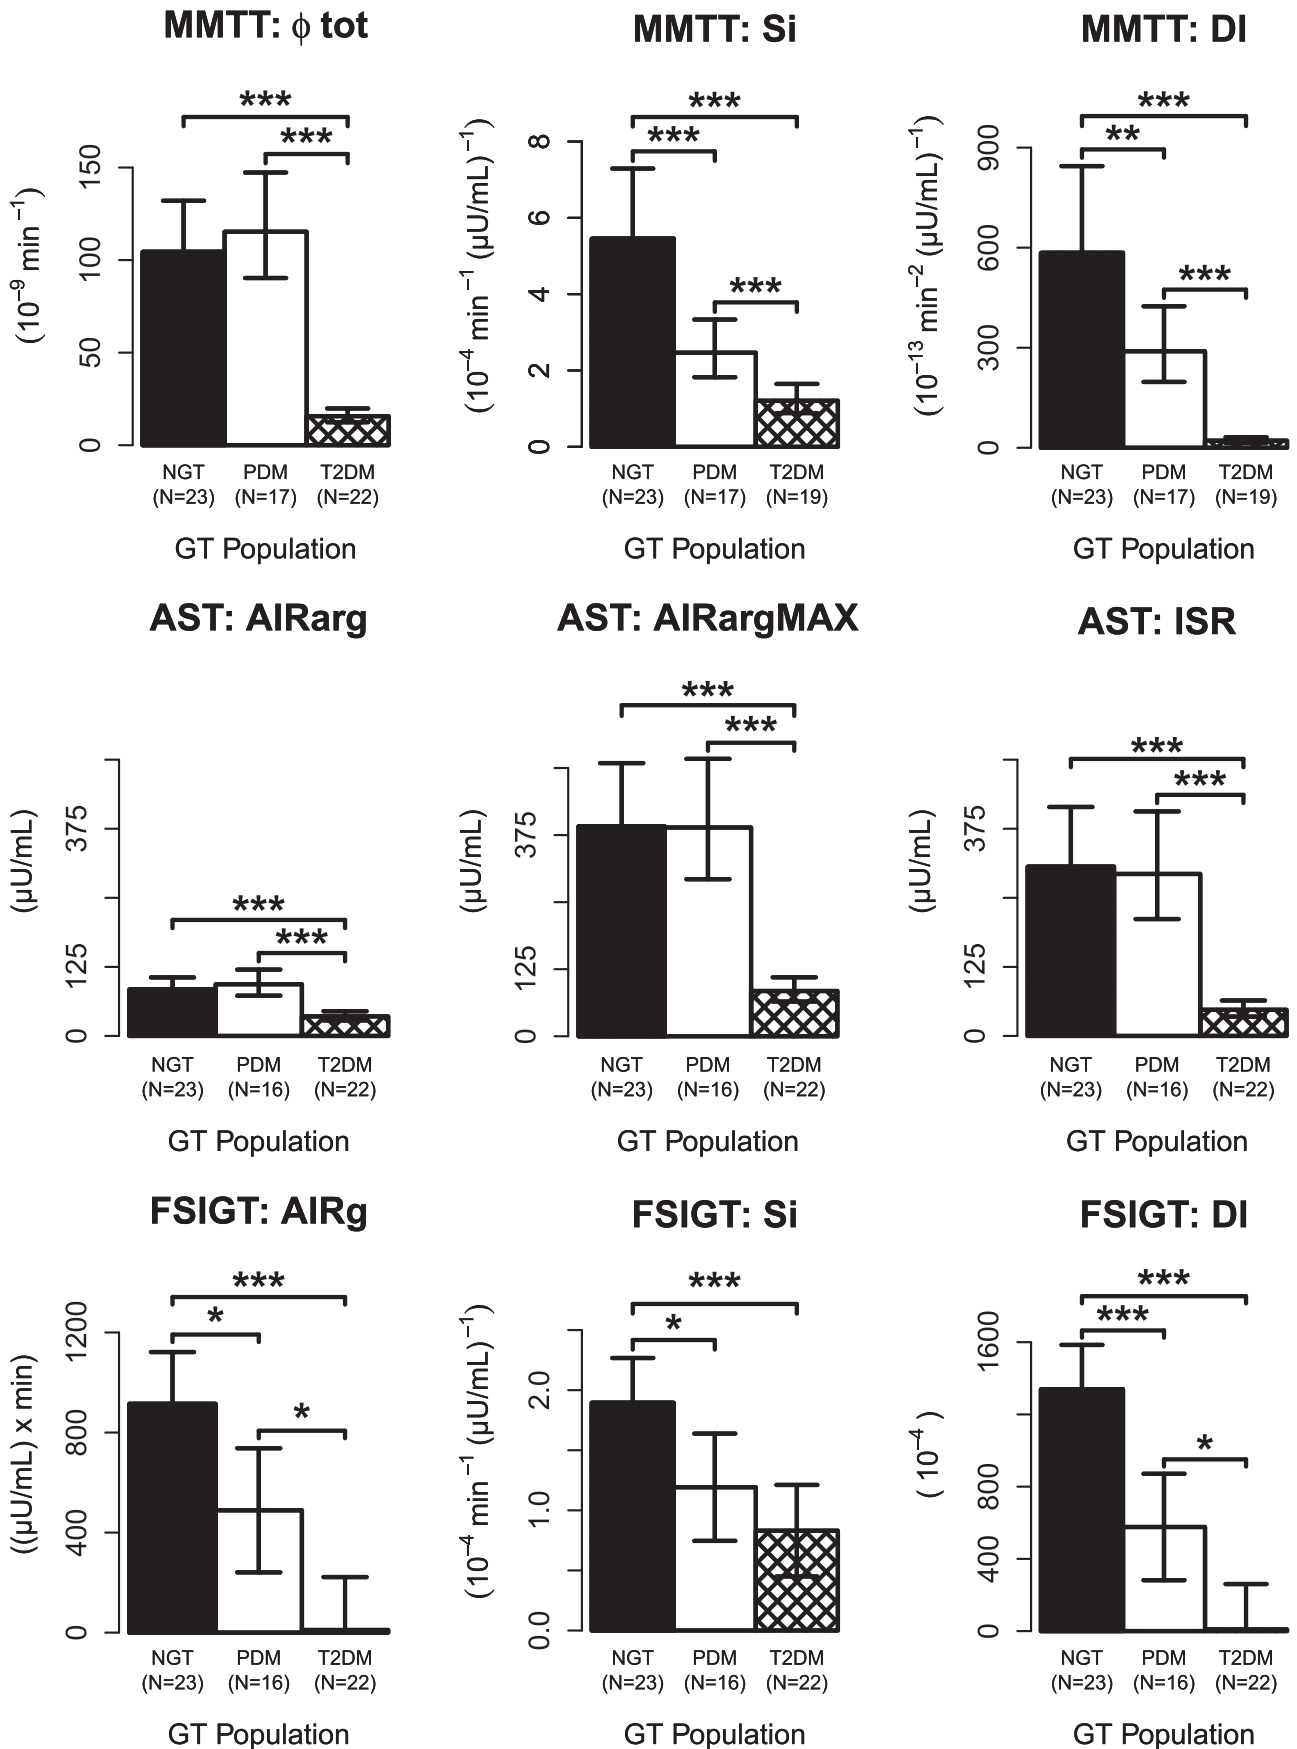 MMTT: ϕ tot
***
***
(10⁻⁹ min⁻¹)
150
100
50
0
NGT PDM T2DM
(N=23) (N=17) (N=22)
GT Population
MMTT: Si
***
***
***
(10⁻⁴ min⁻¹ (µU/mL)⁻¹)
8
6
4
2
0
NGT PDM T2DM
(N=23) (N=17) (N=19)
GT Population
MMTT: DI
***
**
***
(10⁻¹³ min⁻² (µU/mL)⁻¹)
900
600
300
0
NGT PDM T2DM
(N=23) (N=17) (N=19)
GT Population
AST: AIRarg
***
***
(µU/mL)
375
125
0
NGT PDM T2DM
(N=23) (N=16) (N=22)
GT Population
AST: AIRargMAX
***
***
(µU/mL)
375
125
0
NGT PDM T2DM
(N=23) (N=16) (N=22)
GT Population
AST: ISR
***
***
(µU/mL)
375
125
0
NGT PDM T2DM
(N=23) (N=16) (N=22)
GT Population
FSIGT: AIRg
***
*
*
((µU/mL) x min)
1200
800
400
0
NGT PDM T2DM
(N=23) (N=16) (N=22)
GT Population
FSIGT: Si
***
*
(10⁻⁴ min⁻¹ (µU/mL)⁻¹)
2.0
1.0
0.0
NGT PDM T2DM
(N=23) (N=16) (N=22)
GT Population
FSIGT: DI
***
***
*
( 10⁻⁴ )
1600
800
400
0
NGT PDM T2DM
(N=23) (N=16) (N=22)
GT Population